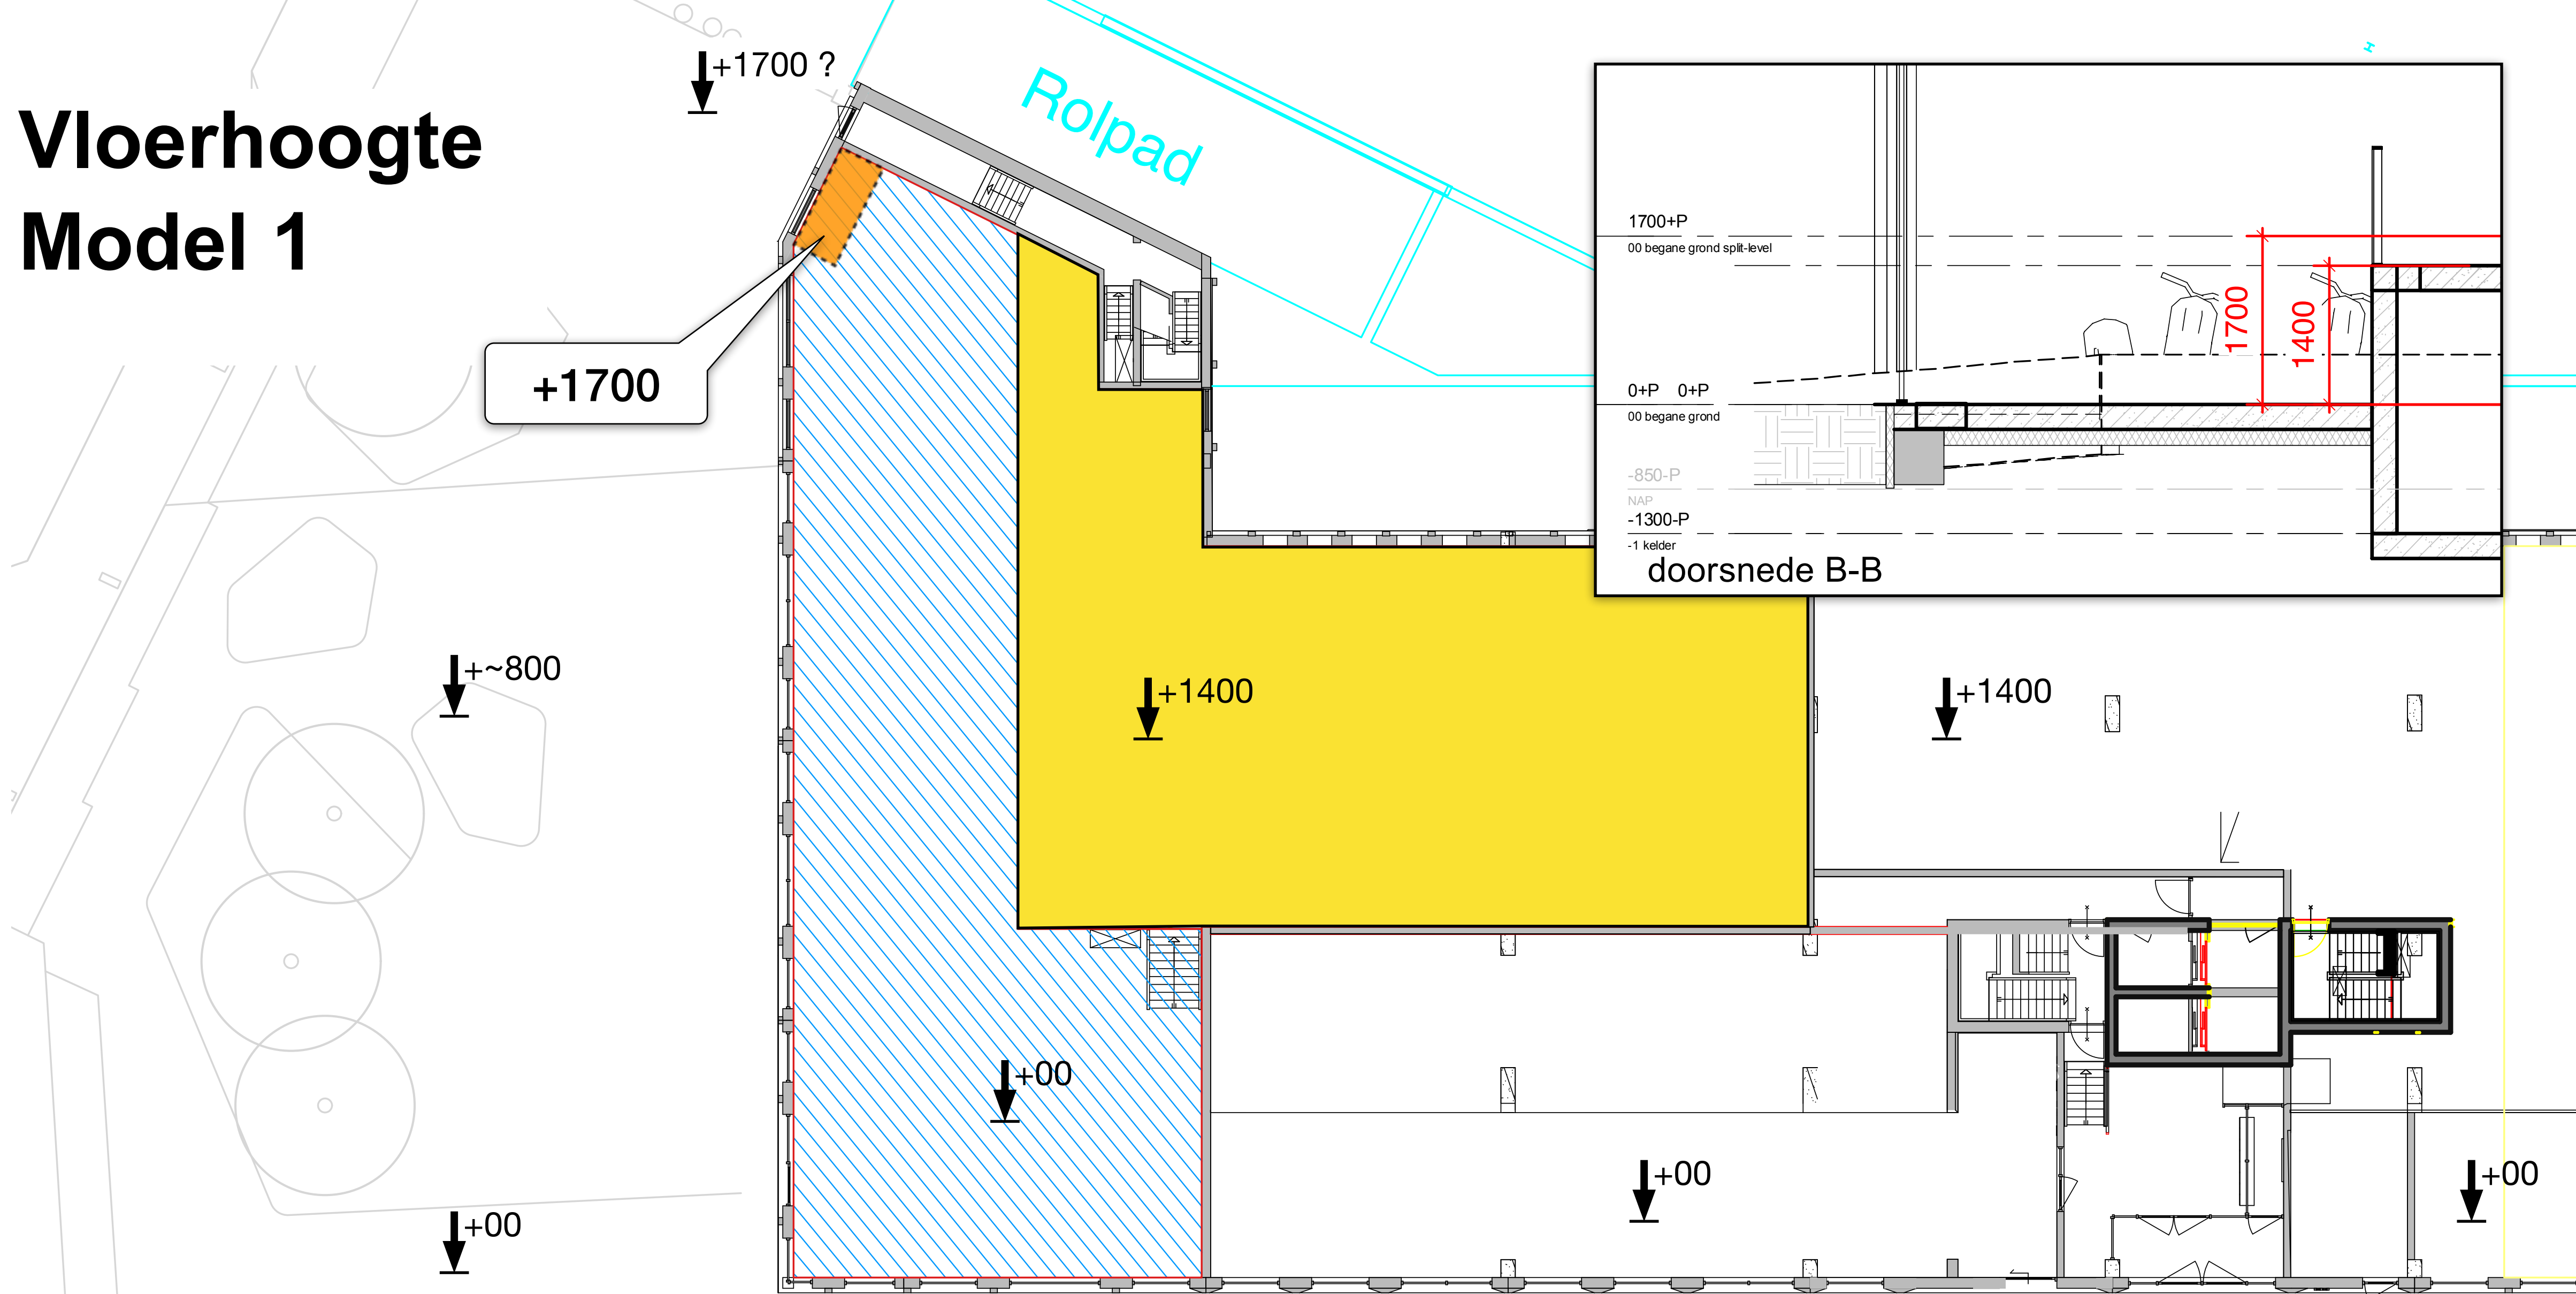 Vloerhoogte
Model 1
+1700 ?
Rolpad
+1700
1700+P
00 begane grond split-level
1700
1400
0+P 0+P
00 begane grond
-850-P
NAP
-1300-P
-1 kelder
doorsnede B-B
+~800
+1400
+1400
+00
+00
+00
+00